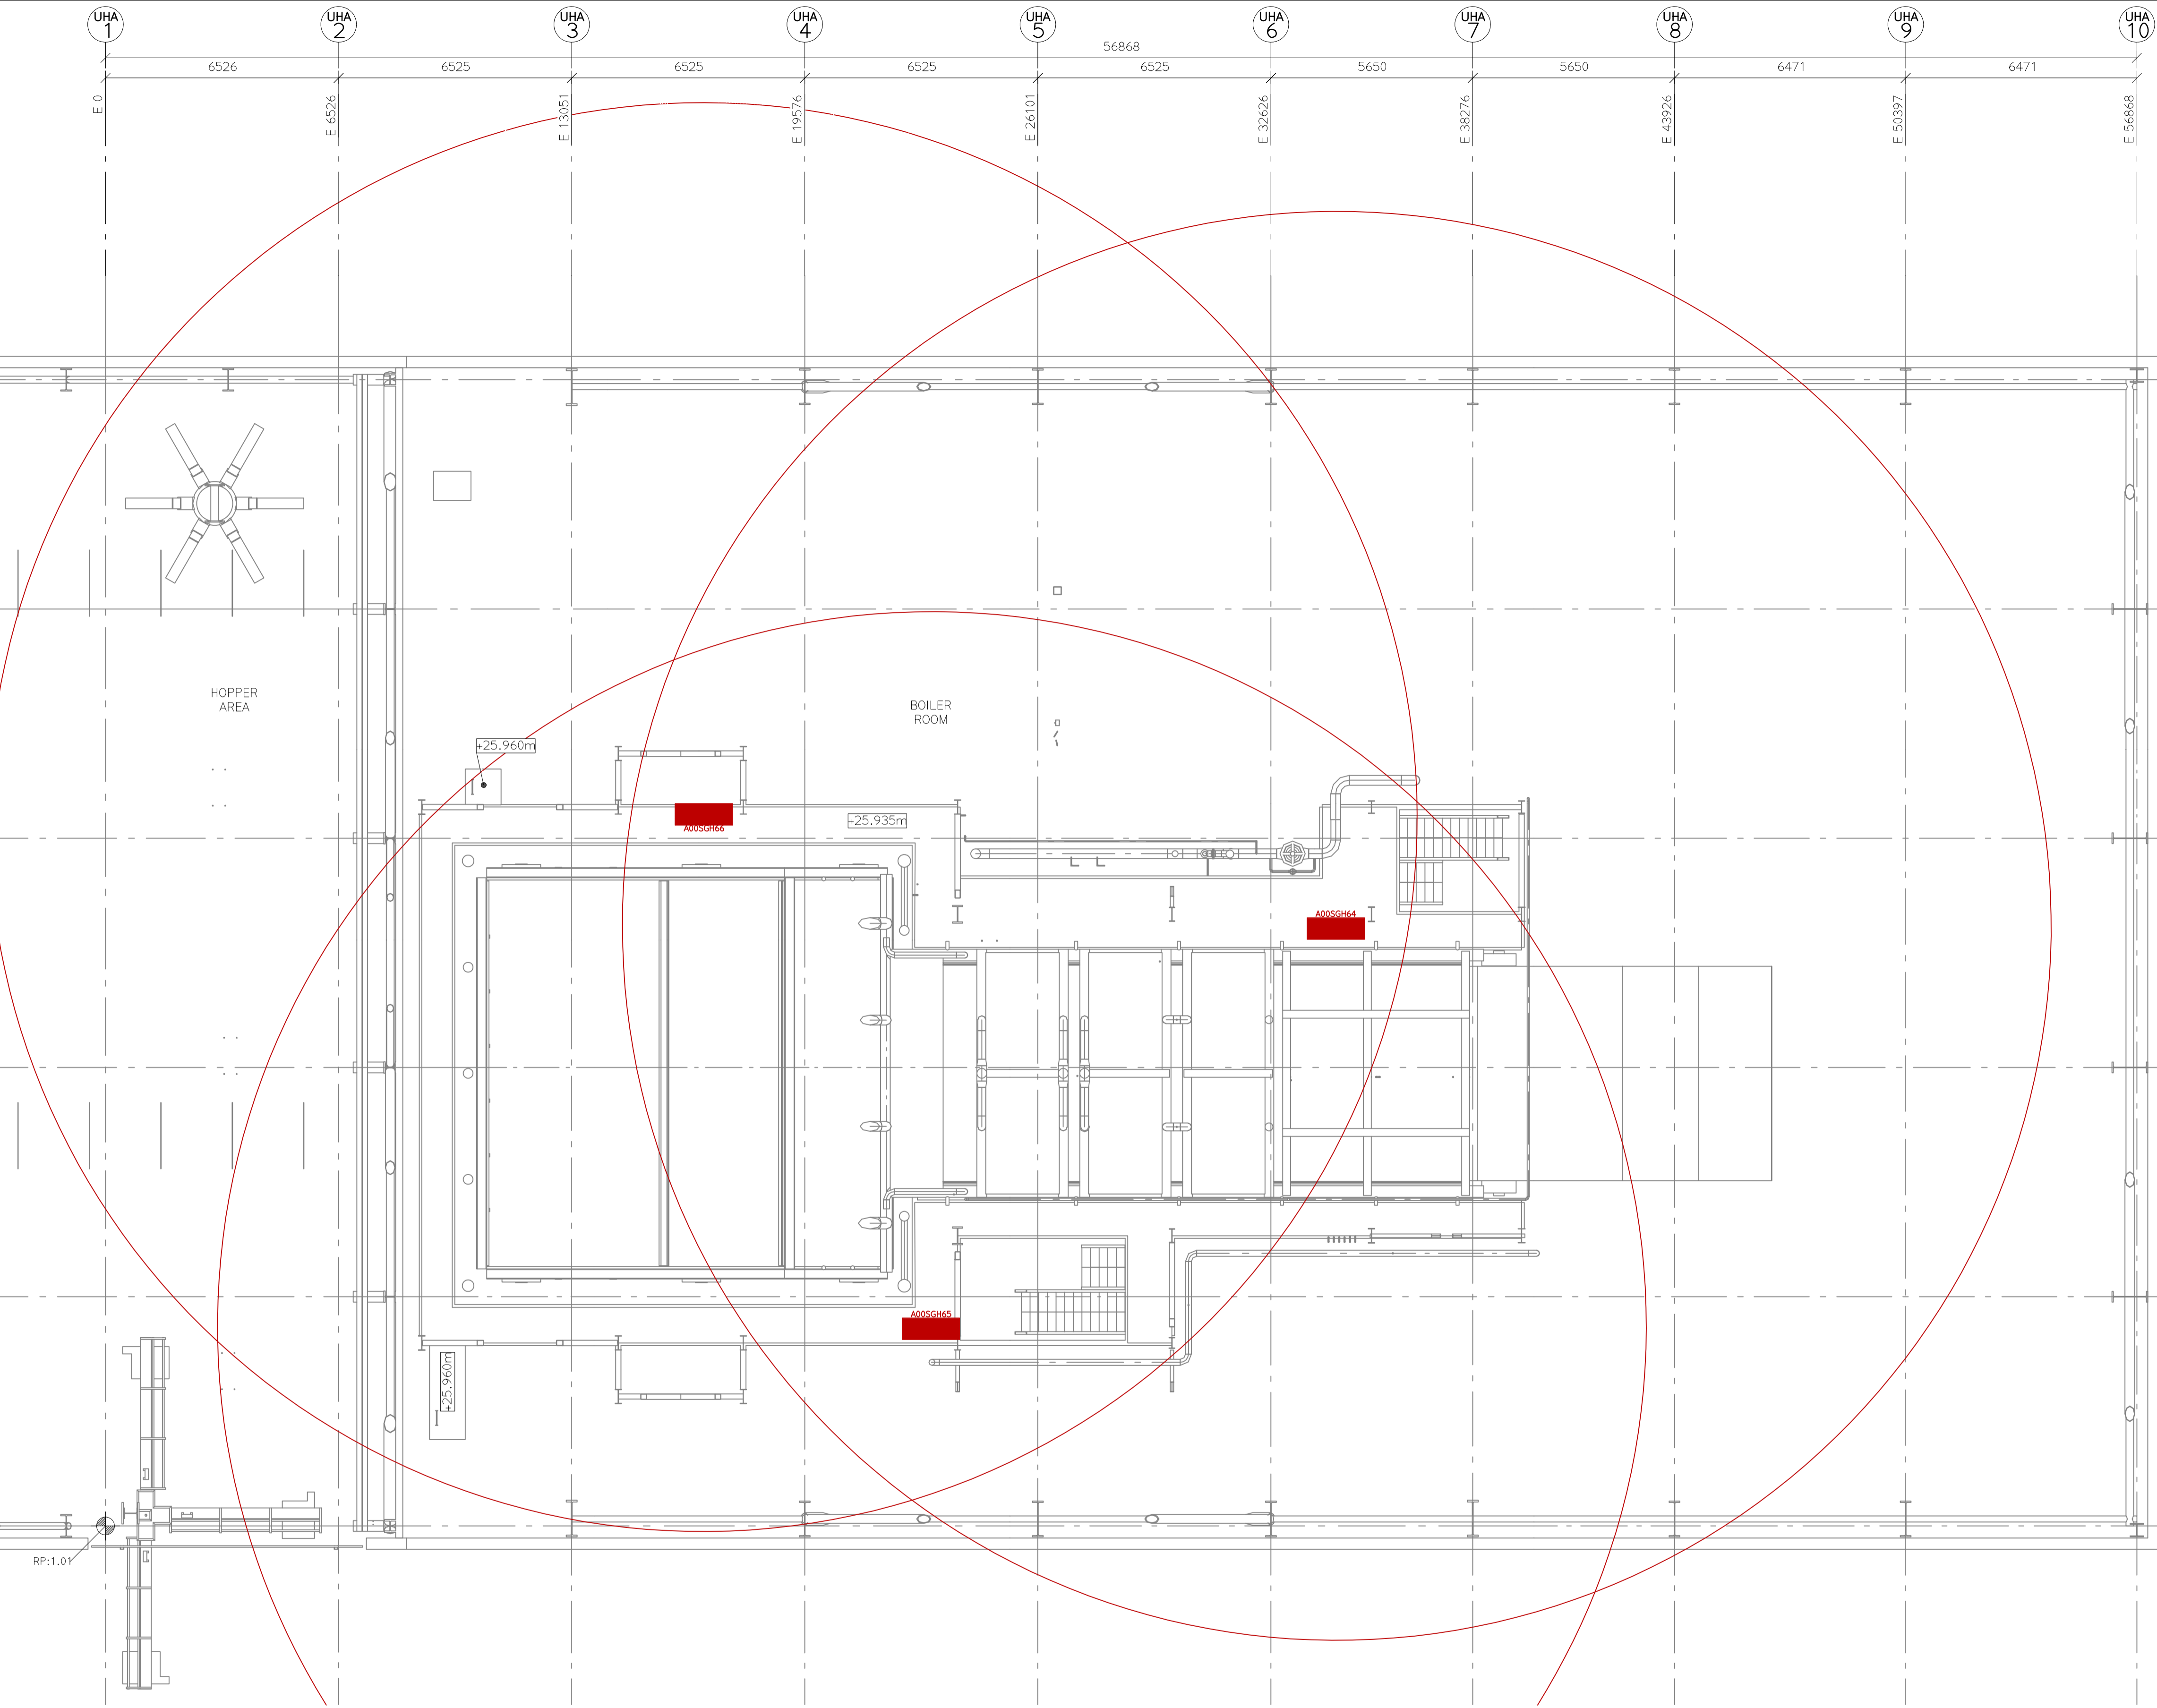 UHA
1
UHA
2
UHA
3
UHA
4
UHA
5
UHA
6
UHA
7
UHA
8
UHA
9
UHA
10
56868
6526
6525
6525
6525
6525
5650
5650
6471
6471
E 0
E 6526
E 13051
E 19576
E 26101
E 32626
E 38276
E 43926
E 50397
E 56868
HOPPER
AREA
BOILER
ROOM
+25.960m
+25.935m
A00SGH66
A00SGH64
A00SGH65
+25.960m
RP:1.01